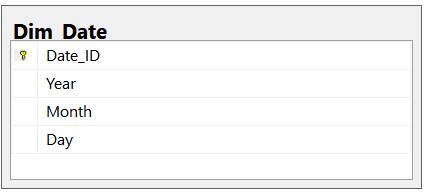 Dim_Date
Date_ID
Year
Month
Day